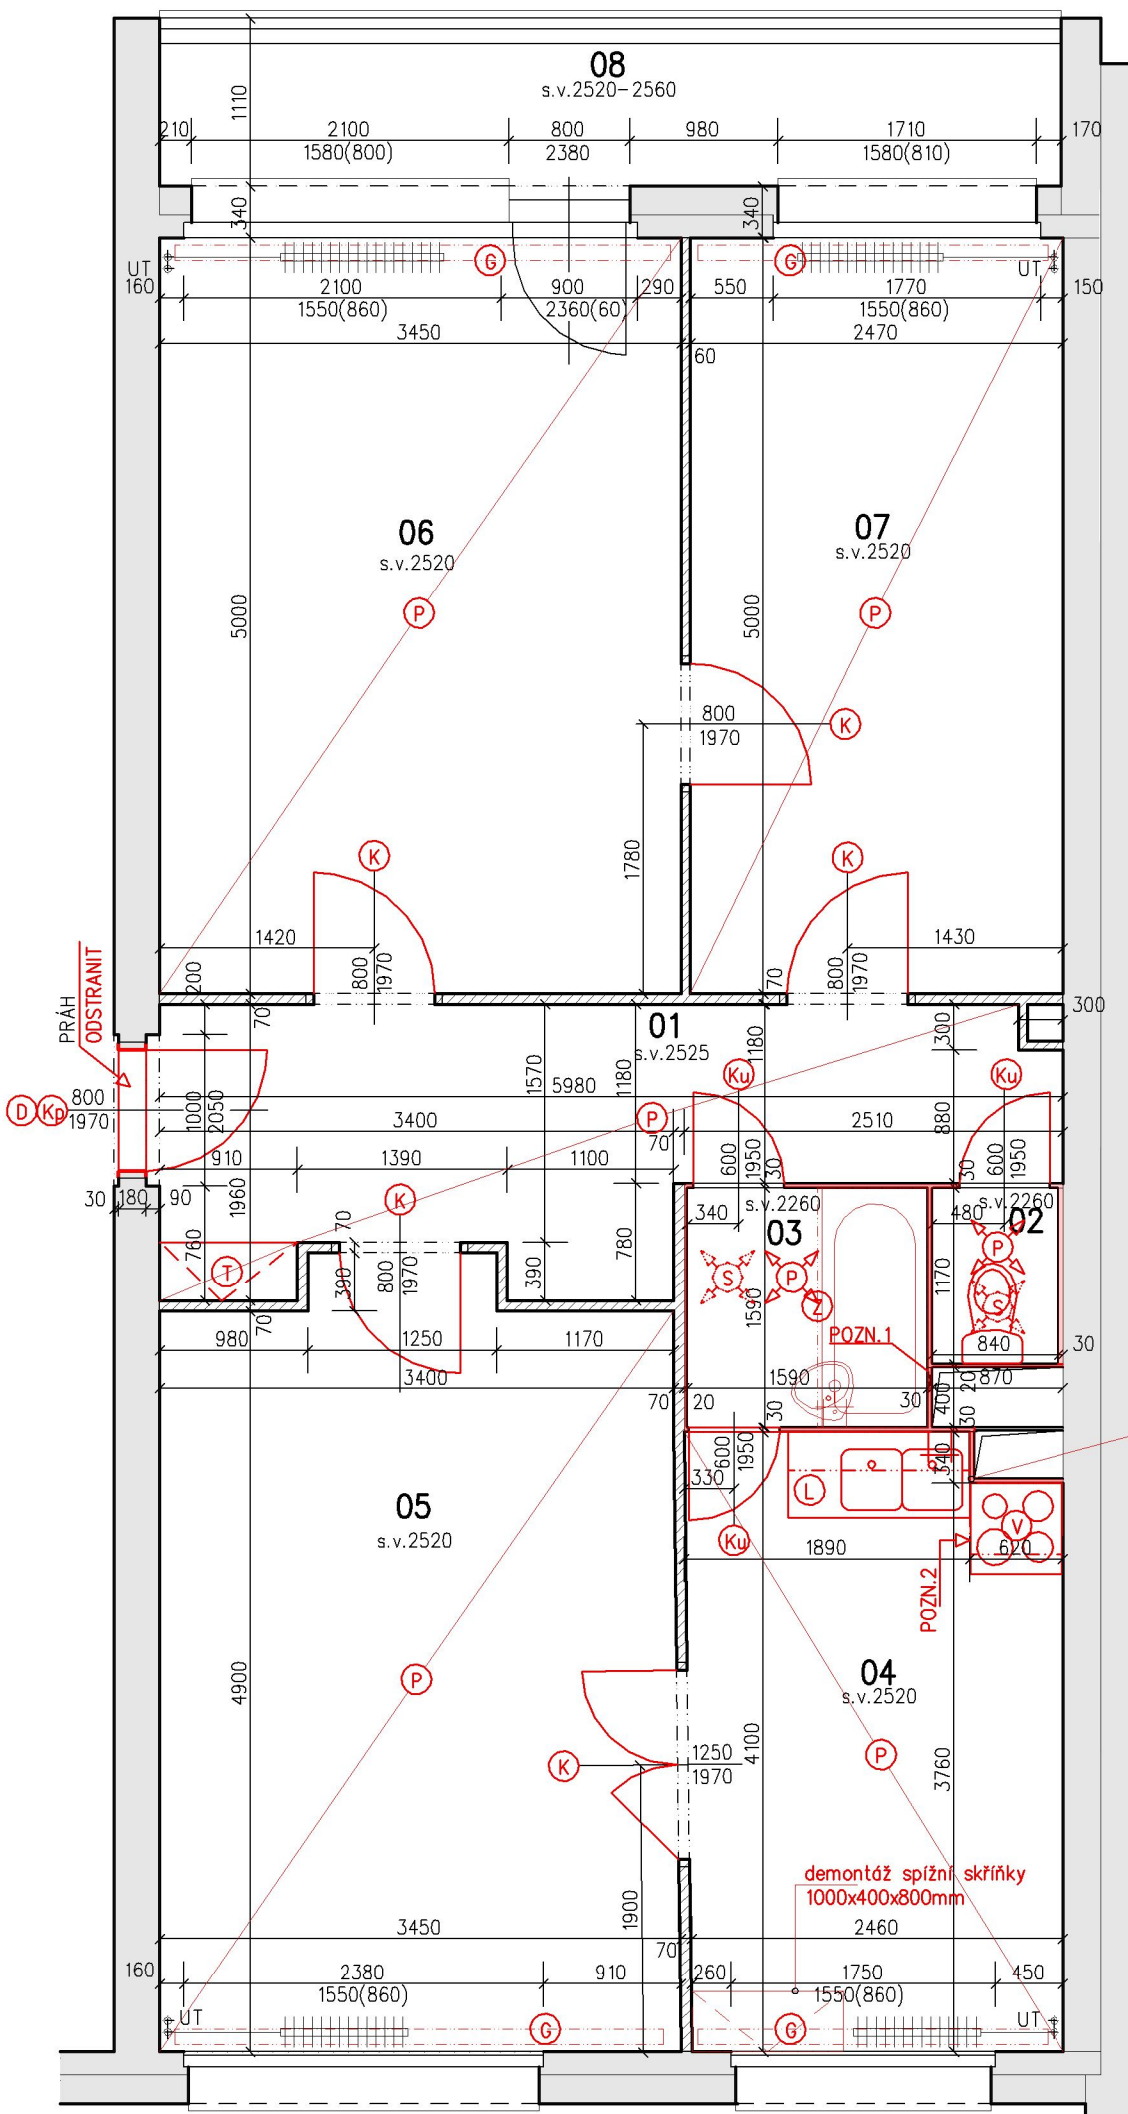 08
s.v.2520-2560
1110
210
2100
1580(800)
800
2380
980
1710
1580(810)
170
340
340
UT
160
G
G
UT
150
2100
1550(860)
900
2360(60)
290
550
1770
1550(860)
3450
60
2470
06
s.v.2520
07
s.v.2520
5000
P
5000
P
800
1970
K
1780
K
K
1420
1430
200
800
1970
70
800
1970
70
PRÁH
ODSTRANIT
01
s.v.2525
300
300
1570
1180
1180
Ku
Ku
5980
D
Kp
800
1970
1000
2050
3400
P
70
2510
880
910
1390
1100
600
1950
30
30
600
1950
30
180
90
1960
K
s.v.2260
s.v.2260
340
03
480
02
760
70
780
T
390
800
1970
390
S
P
P
1590
Z
1170
S
70
980
1250
1170
POZN.1
840
30
3400
70
20
1590
30
400
20
870
30
30
600
1950
330
L
340
05
s.v.2520
Ku
V
1890
620
POZN.2
04
s.v.2520
4900
P
4100
1250
1970
K
P
3760
demontáž spížní skříňky
1000x400x800mm
1900
3450
70
2460
160
2380
1550(860)
910
260
1750
1550(860)
450
UT
G
G
UT